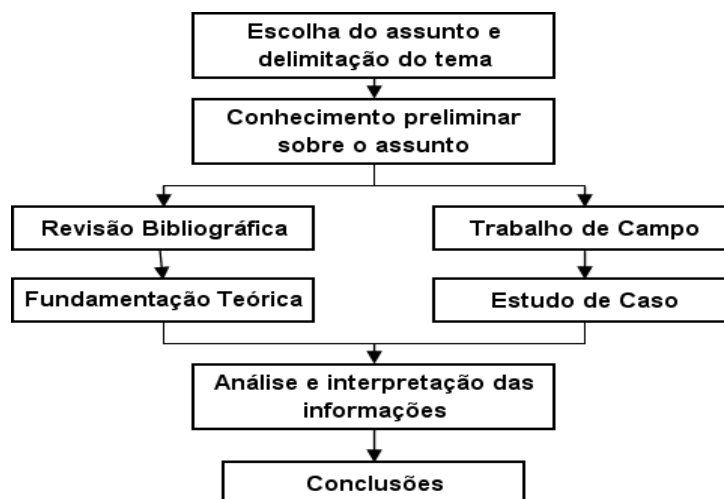 Escolha do assunto e
delimitação do tema
Conhecimento preliminar
sobre o assunto
Revisão Bibliográfica
Trabalho de Campo
Fundamentação Teórica
Estudo de Caso
Análise e interpretação das
informações
Conclusões